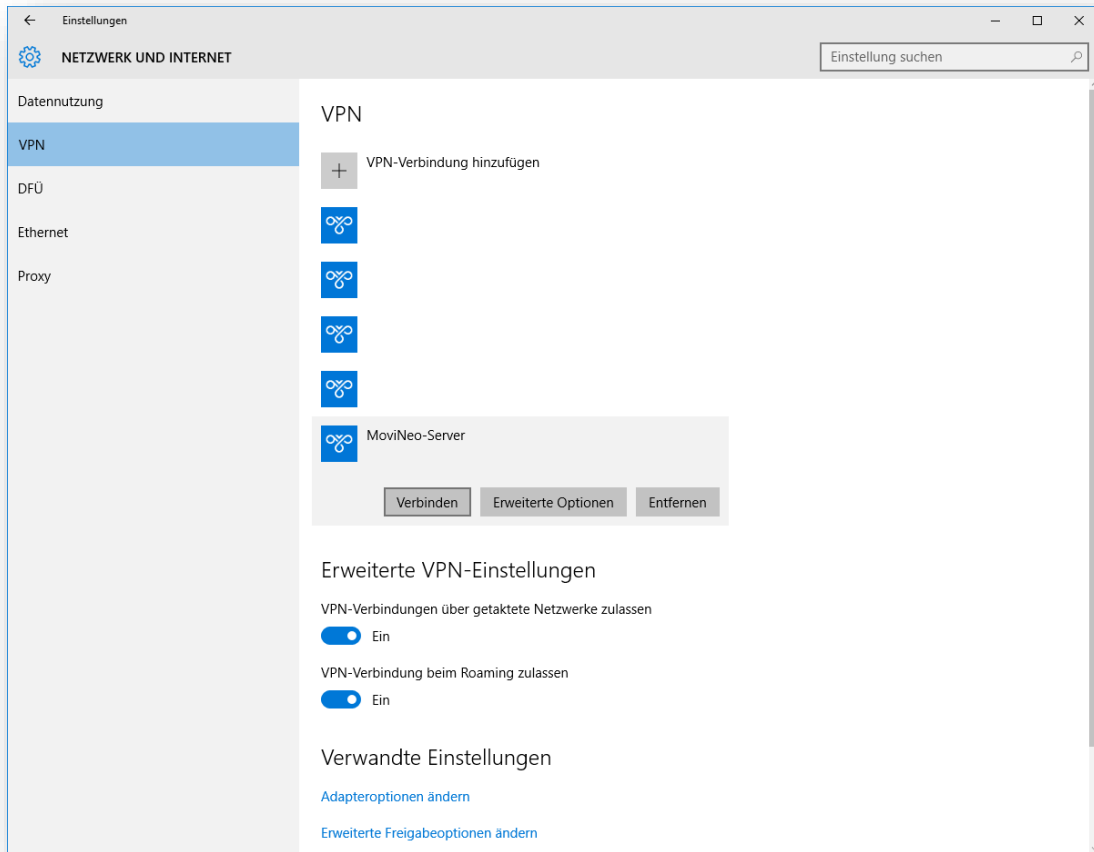 Einstellungen
NETZWERK UND INTERNET
Einstellung suchen
Datennutzung
VPN
DFÜ
Ethernet
Proxy
VPN
VPN-Verbindung hinzufügen
MoviNeo-Server
Verbinden Erweiterte Optionen Entfernen
Erweiterte VPN-Einstellungen
VPN-Verbindungen über getaktete Netzwerke zulassen
Ein
VPN-Verbindung beim Roaming zulassen
Ein
Verwandte Einstellungen
Adapteroptionen ändern
Erweiterte Freigabeoptionen ändern